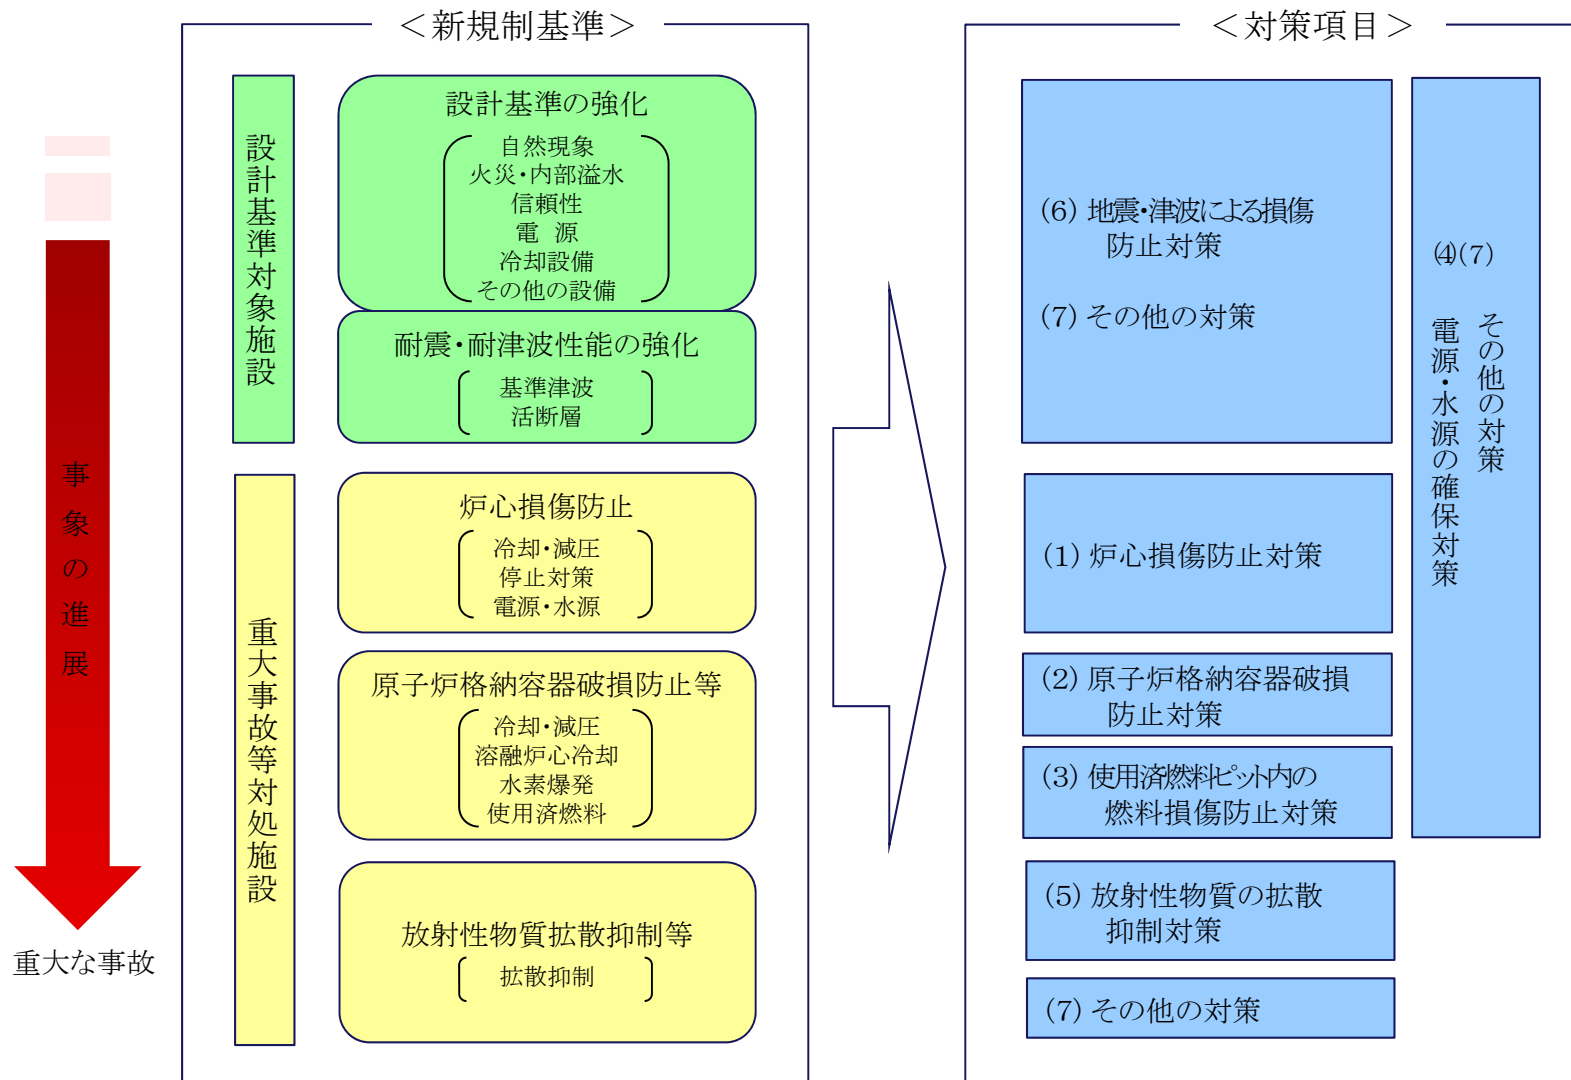 ＜新規制基準＞
設計基準対象施設
設計基準の強化
自然現象
火災・内部溢水
信頼性
電　源
冷却設備
その他の設備
耐震・耐津波性能の強化
基準津波
活断層
事象の進展
重大な事故
重大事故等対処施設
炉心損傷防止
冷却・減圧
停止対策
電源・水源
原子炉格納容器破損防止等
冷却・減圧
溶融炉心冷却
水素爆発
使用済燃料
放射性物質拡散抑制等
拡散抑制
＜対策項目＞
(6) 地震・津波による損傷
防止対策
(7) その他の対策
(1) 炉心損傷防止対策
(2) 原子炉格納容器破損
防止対策
(3) 使用済燃料ピット内の
燃料損傷防止対策
(5) 放射性物質の拡散
抑制対策
(7) その他の対策
(4)(7)
電源・水源の確保対策
その他の対策